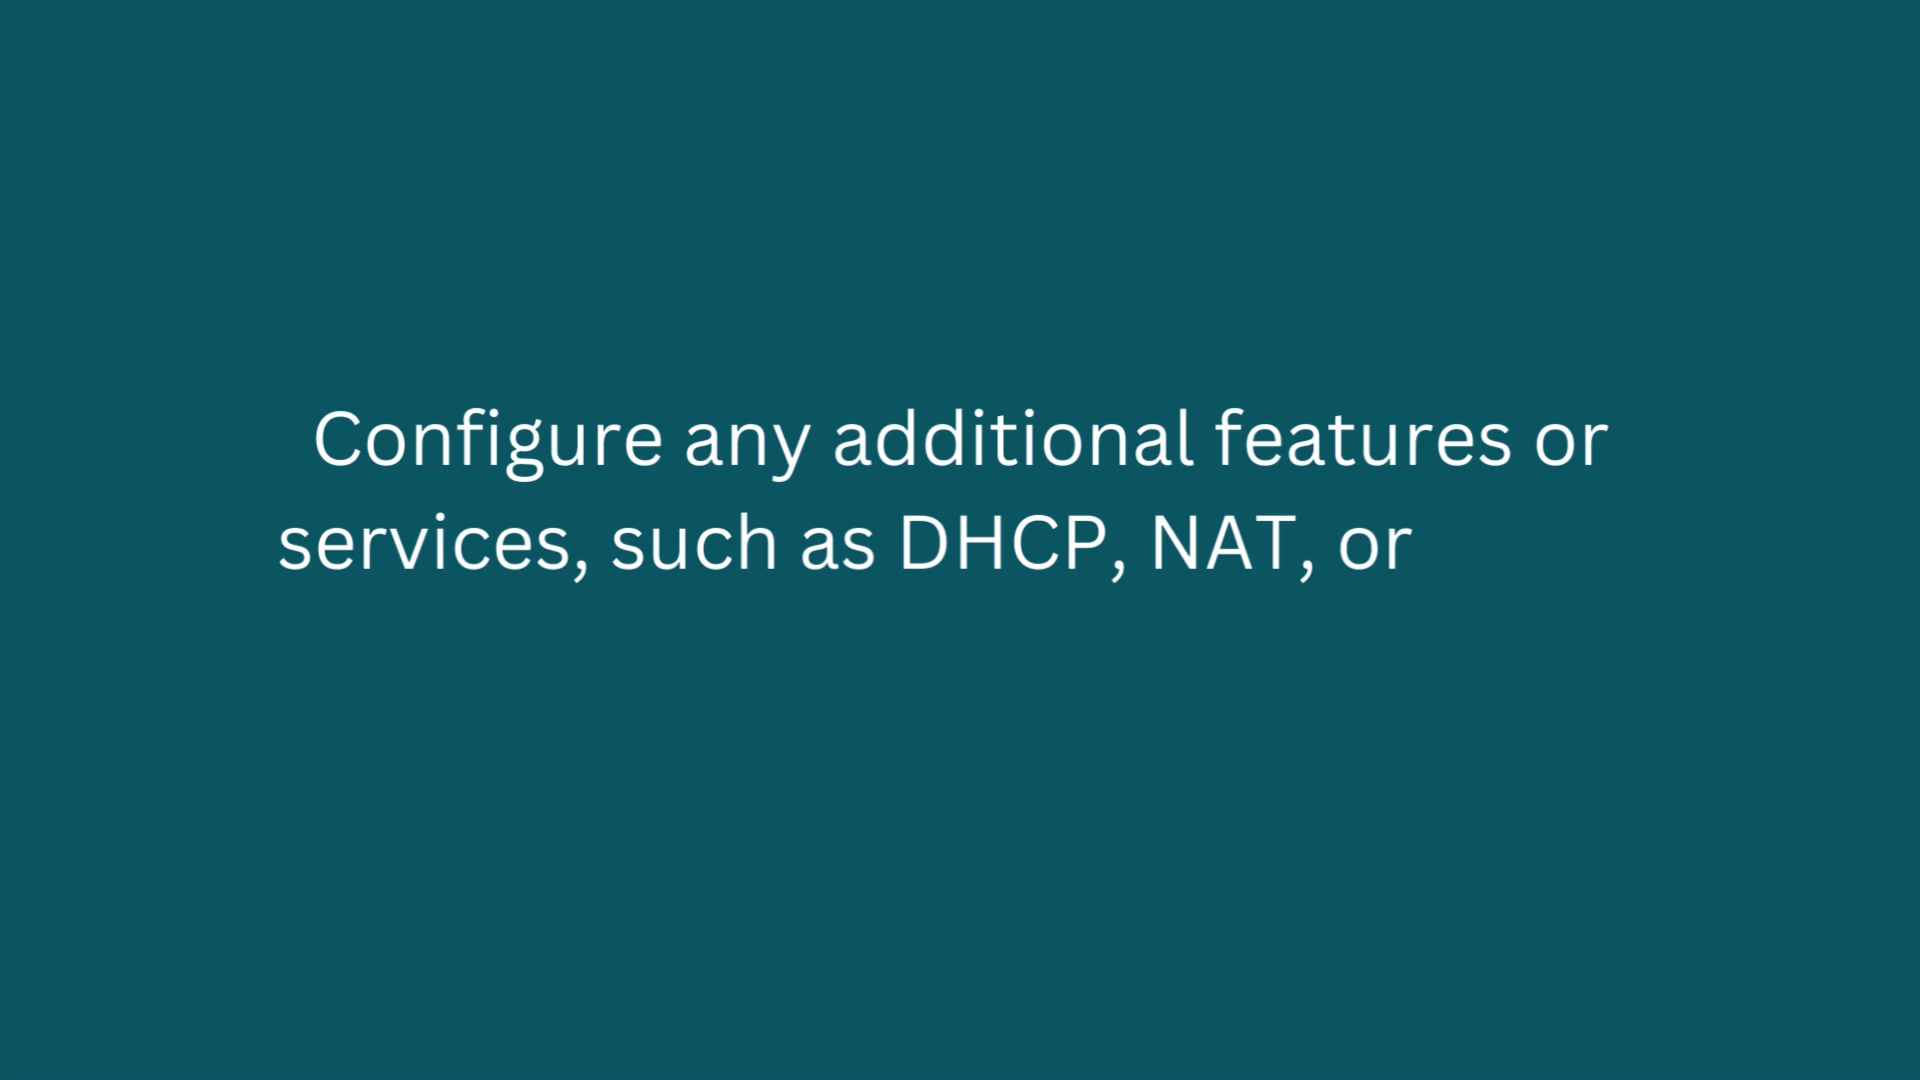 Configure any additional features or
services, such as DHCP, NAT, or